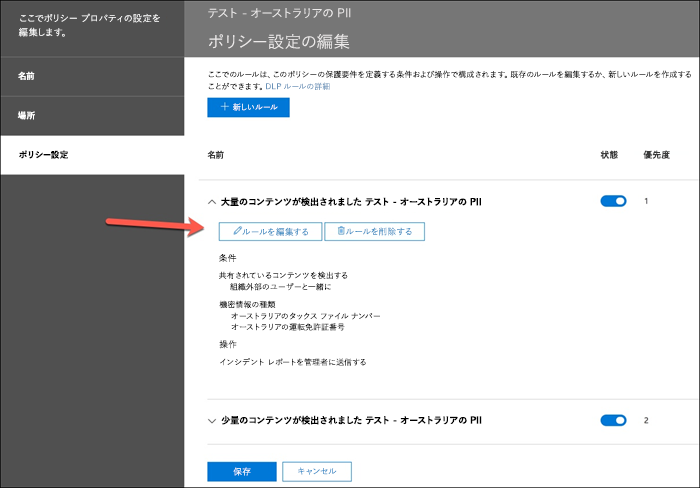 ここでポリシー プロパティの設定を
編集します。
名前
場所
ポリシー設定
テスト - オーストラリアの PII
ポリシー設定の編集
ここでのルールは、このポリシーの保護要件を定義する条件および操作で構成されます。既存のルールを編集するか、新しいルールを作成する
ことができます。DLP ルールの詳細
＋ 新しいルール
名前 状態 優先度
大量のコンテンツが検出されました テスト - オーストラリアの PII 1
ルールを編集する ルールを削除する
条件
共有されているコンテンツを検出する
組織外部のユーザーと一緒に
機密情報の種類
オーストラリアのタックス ファイル ナンバー
オーストラリアの運転免許証番号
操作
インシデント レポートを管理者に送信する
少量のコンテンツが検出されました テスト - オーストラリアの PII 2
保存 キャンセル